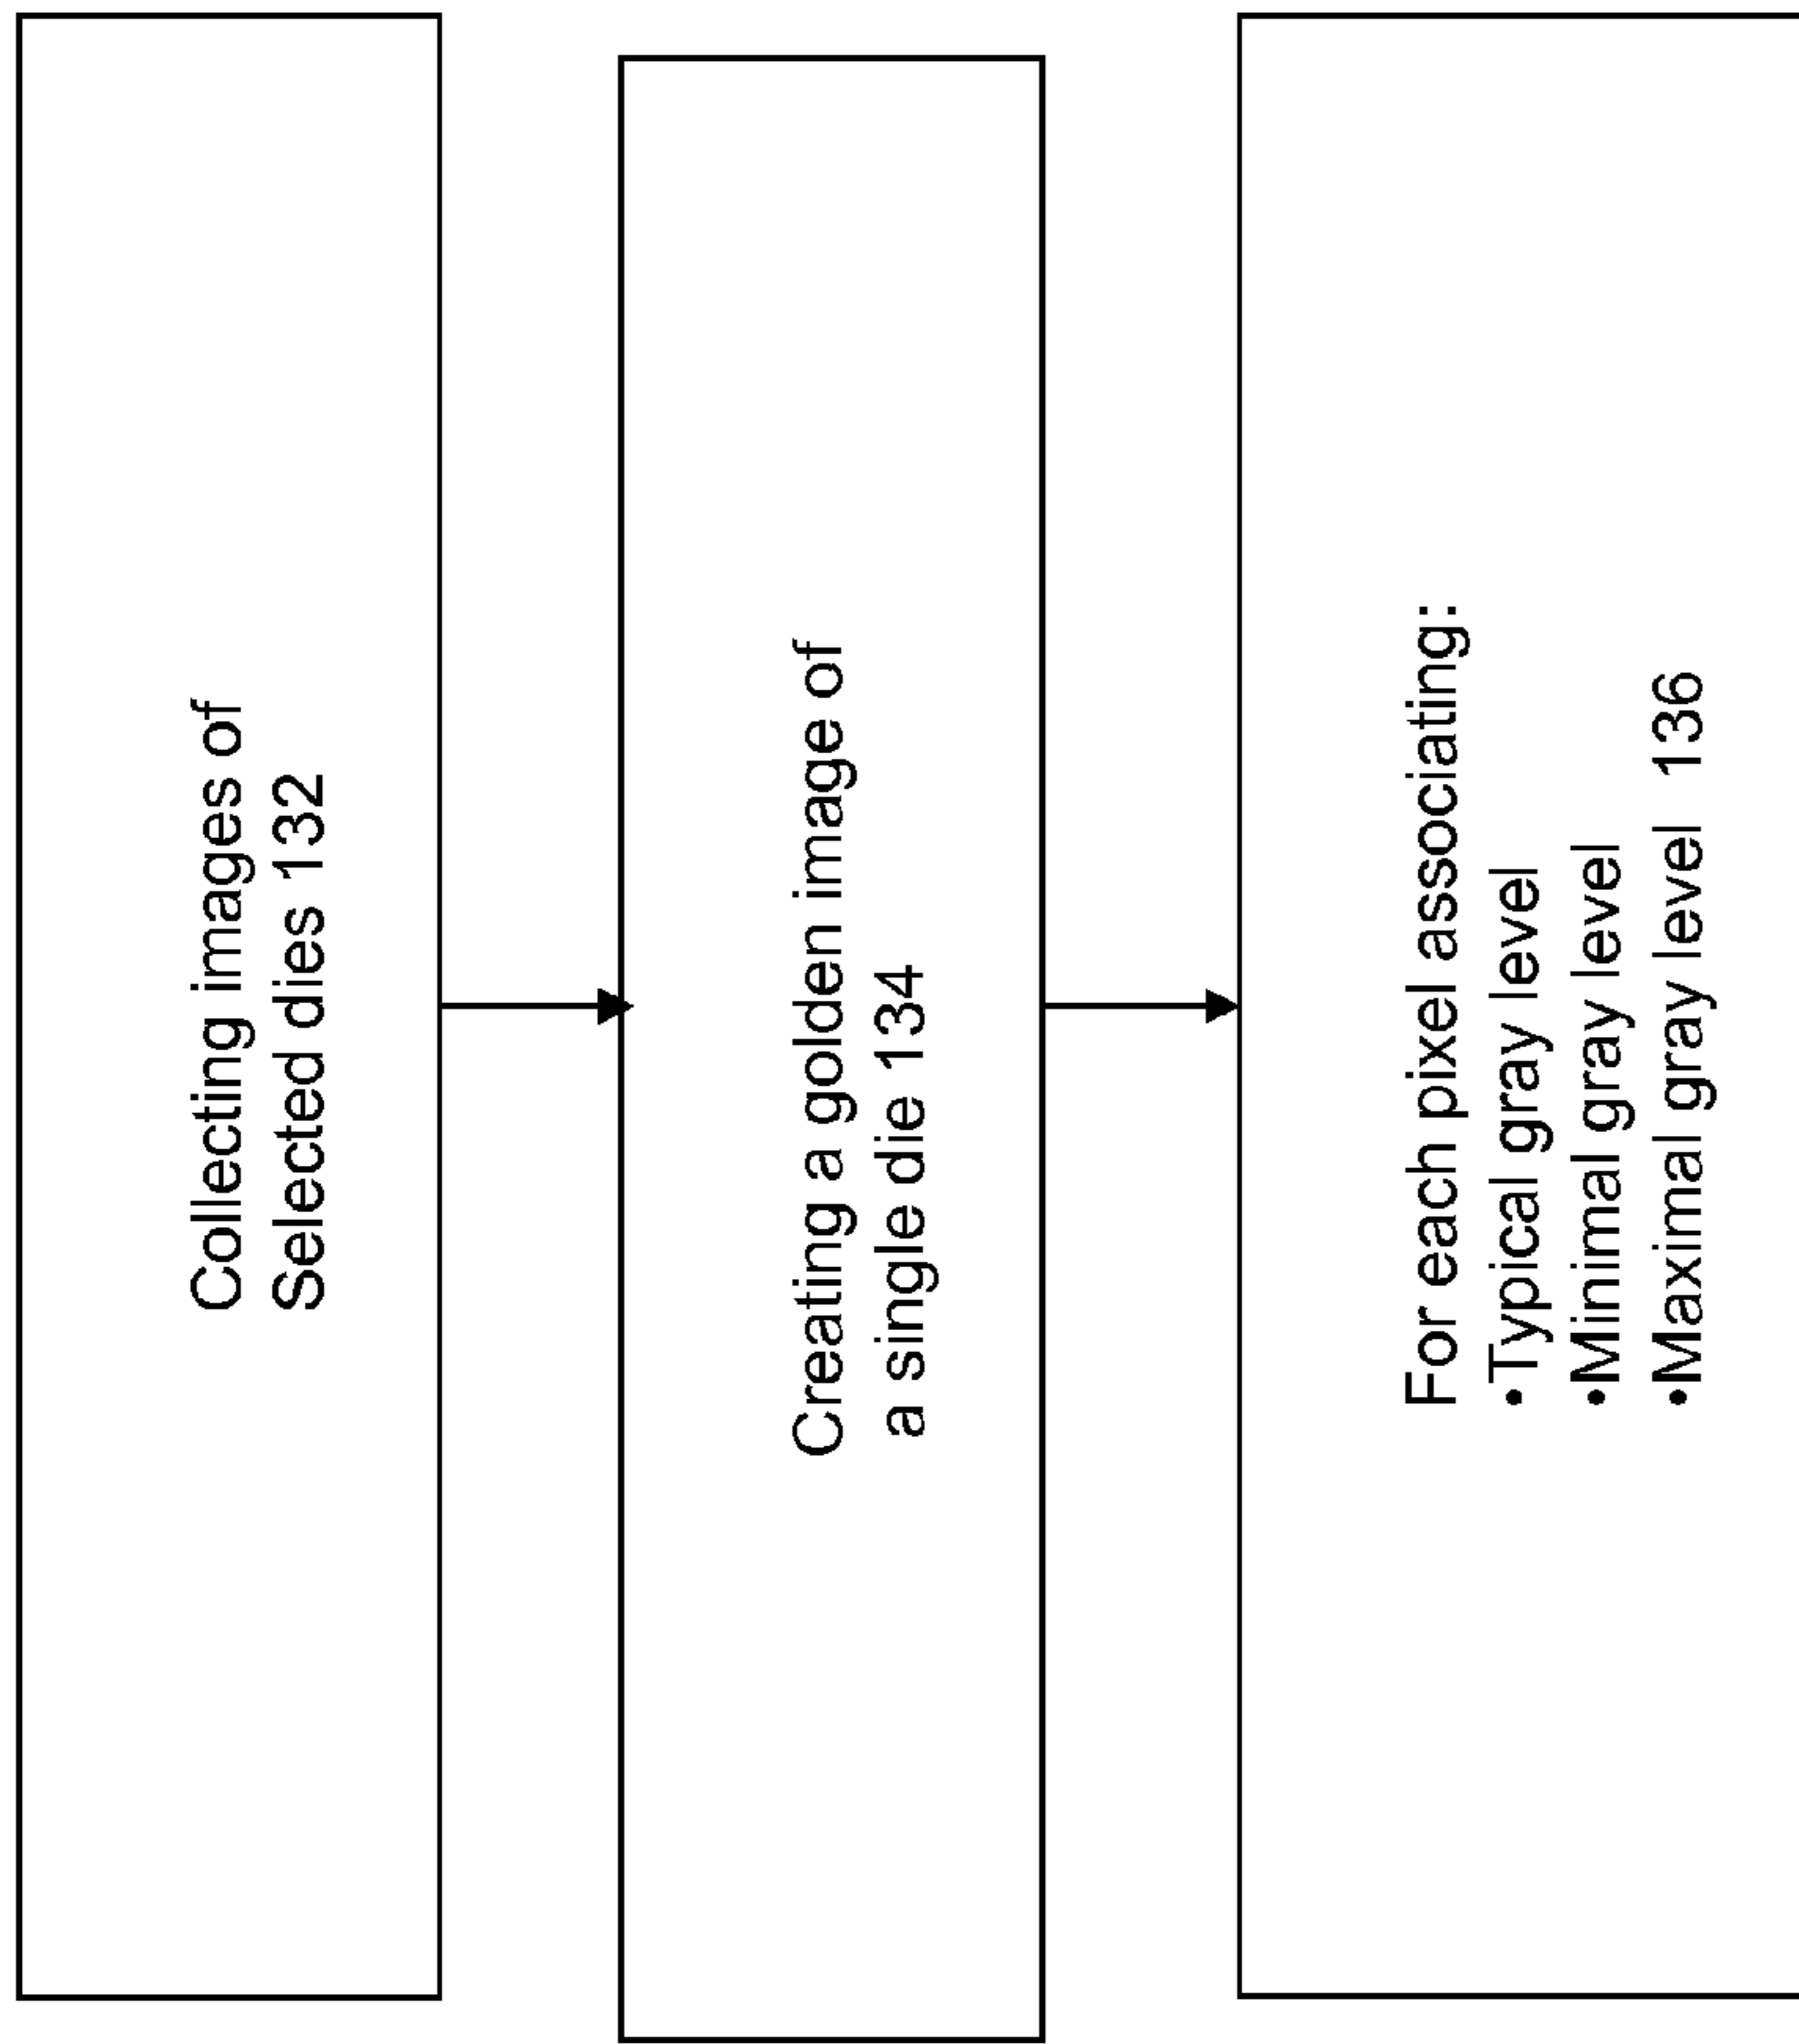 Collecting images of
Selected dies 132
Creating a golden image of
a single die 134
For each pixel associating:
•Typical gray level
•Minimal gray level
•Maximal gray level 136